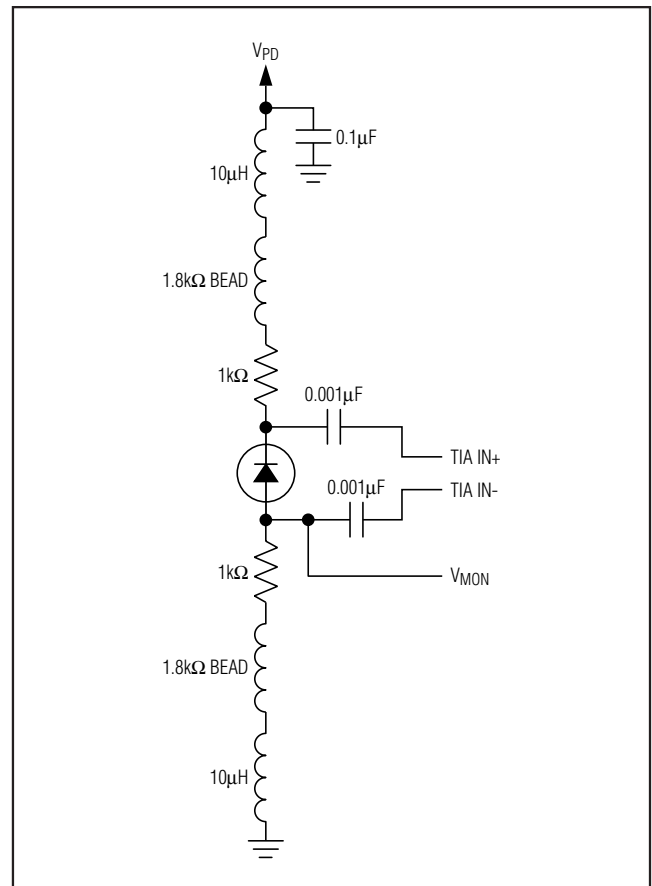 VPD
0.1μF
10μH
1.8kΩ BEAD
1kΩ
0.001μF
TIA IN+
0.001μF
TIA IN-
1kΩ
VMON
1.8kΩ BEAD
10μH